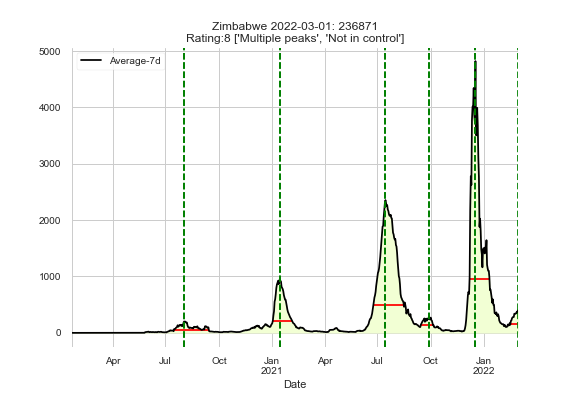 Zimbabwe 2022-03-01: 236871
Rating:8 ['Multiple peaks', 'Not in control']
Average-7d
5000
4000
3000
2000
1000
0
Apr Jul Oct Jan Apr Jul Oct Jan
2021 2022
Date